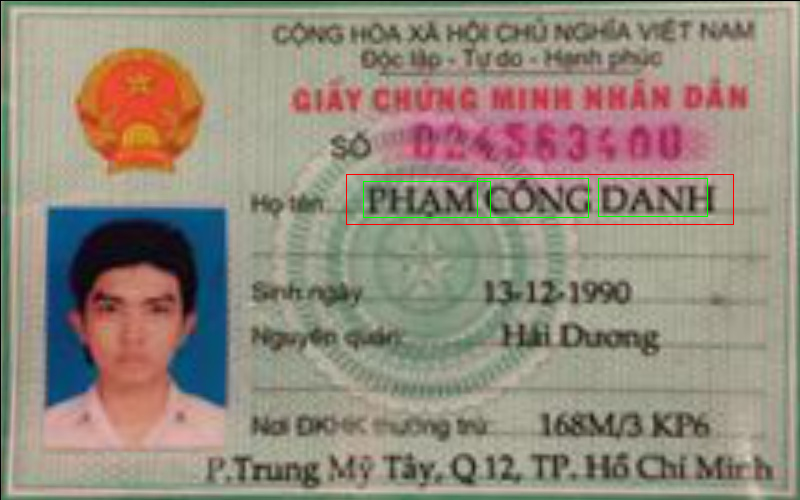 CỘNG HÒA XÃ HỘI CHỦ NGHĨA VIỆT NAM
Độc lập - Tự do - Hạnh phúc
GIẤY CHỨNG MINH NHÂN DÂN
SỐ 024563400
Họ tên PHẠM CÔNG DANH
Sinh ngày 13-12-1990
Nguyên quán: Hải Dương
Nơi ĐKHK thường trú: 168M/3 KP6
P.Trung Mỹ Tây, Q 12, TP. Hồ Chí Minh